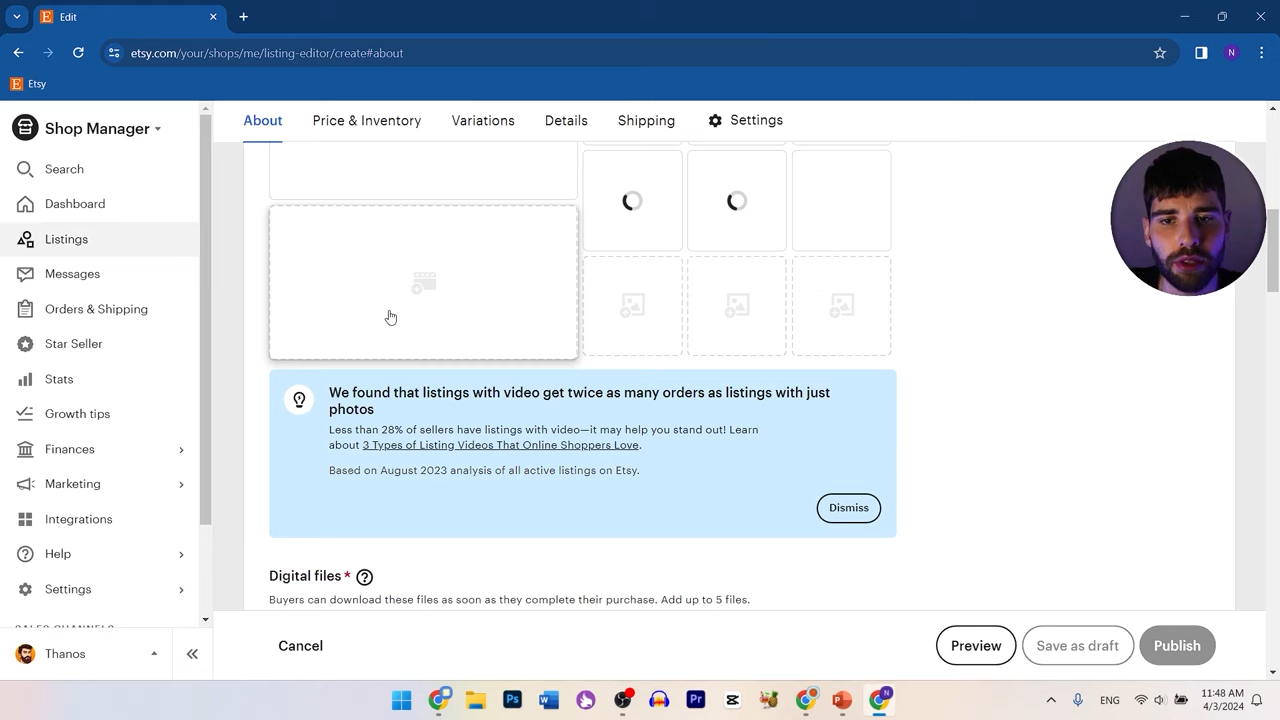 Edit
etsy.com/your/shops/me/listing-editor/create#about
N
Etsy
Shop Manager
About
Price & Inventory
Variations
Details
Shipping
Settings
Search
Dashboard
Listings
Messages
Orders & Shipping
Star Seller
Stats
Growth tips
Finances
Marketing
Integrations
Help
Settings
Thanos
We found that listings with video get twice as many orders as listings with just
photos
Less than 28% of sellers have listings with video—it may help you stand out! Learn
about 3 Types of Listing Videos That Online Shoppers Love.
Based on August 2023 analysis of all active listings on Etsy.
Dismiss
Digital files *
Buyers can download these files as soon as they complete their purchase. Add up to 5 files.
Cancel
Preview
Save as draft
Publish
ENG
11:48 AM
4/3/2024